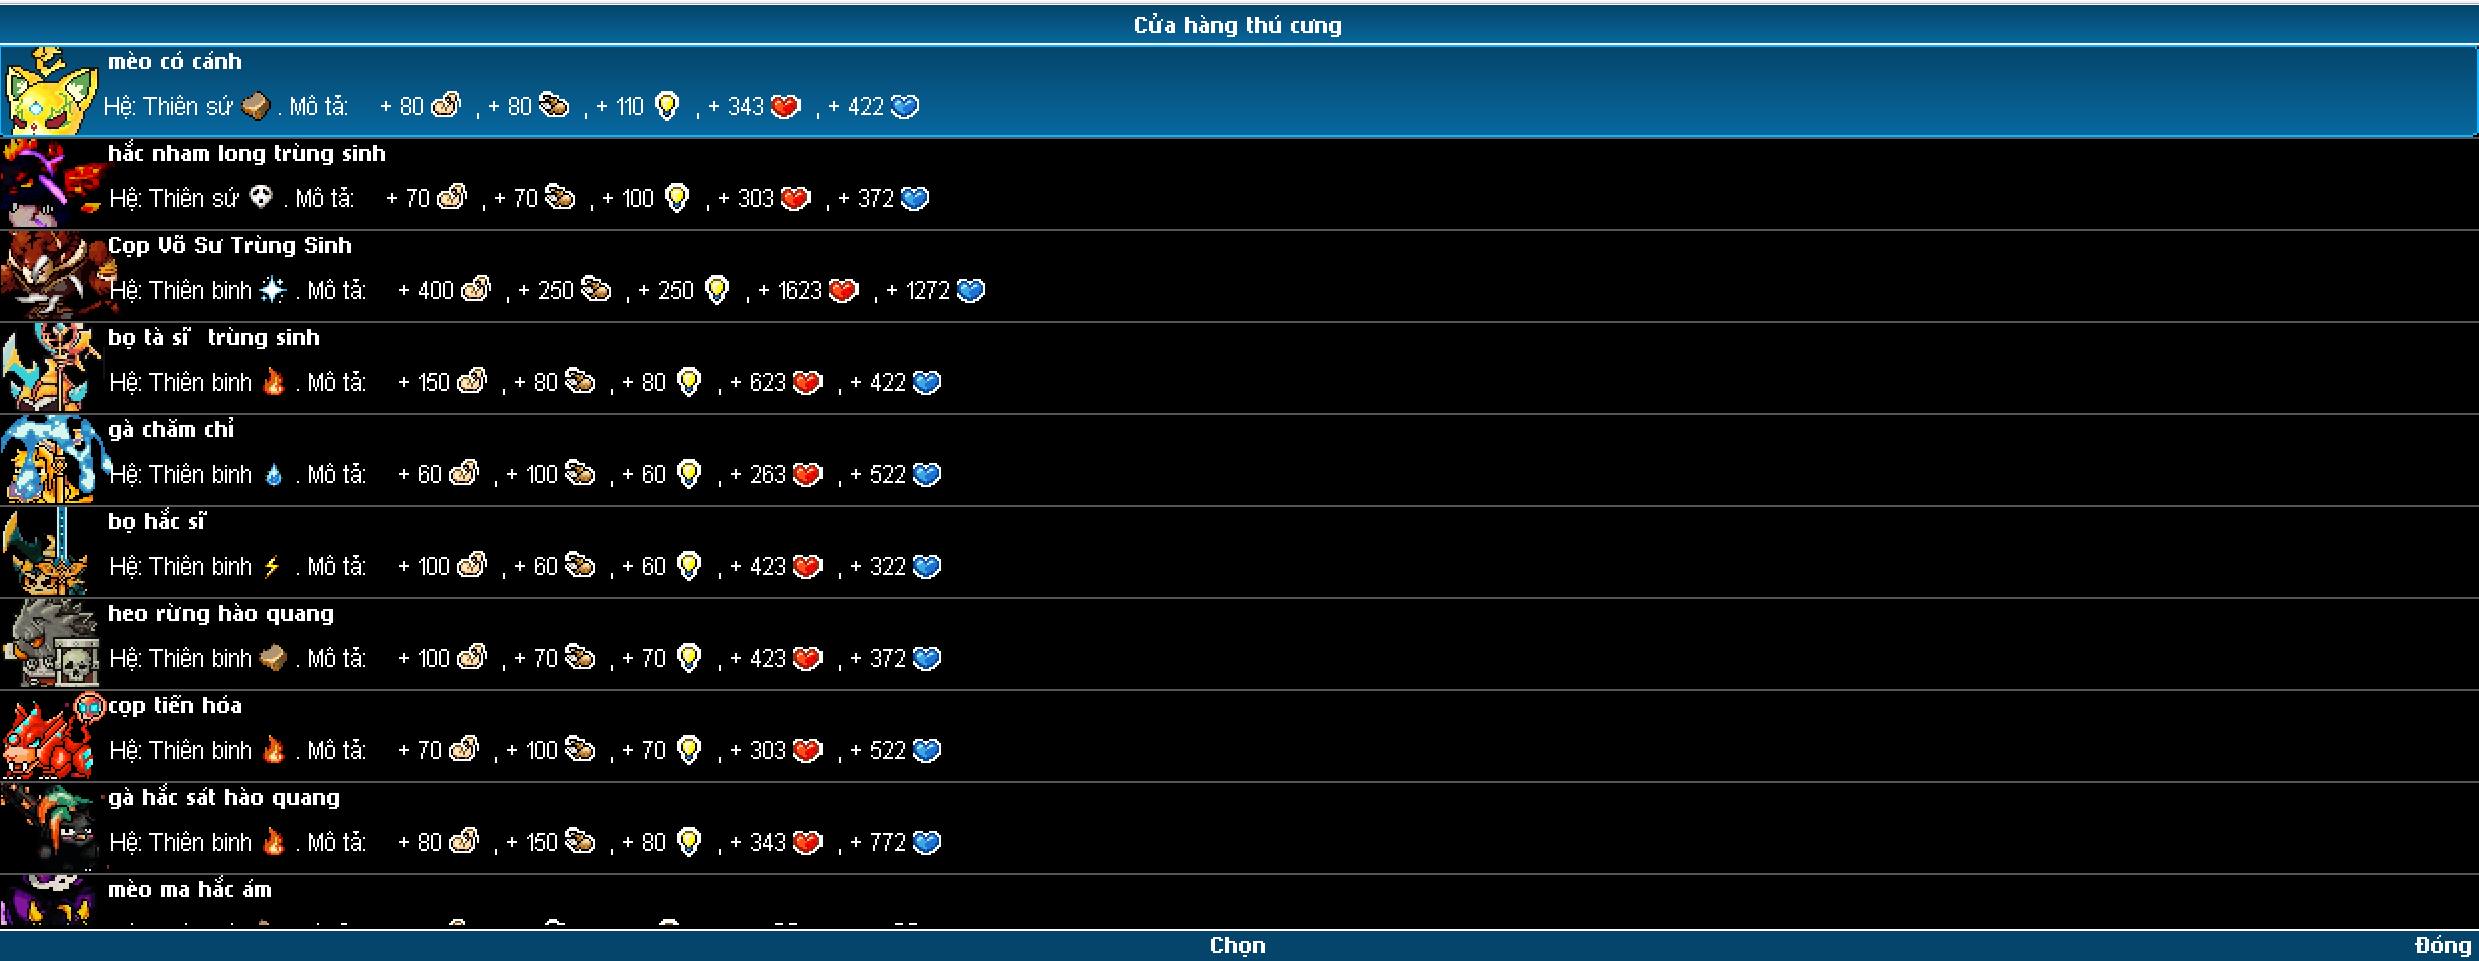 Cửa hàng thú cưng
mèo có cánh
Hệ: Thiên sứ . Mô tả: + 80 , + 80 , + 110 , + 343 , + 422
hắc nham long trùng sinh
Hệ: Thiên sứ . Mô tả: + 70 , + 70 , + 100 , + 303 , + 372
Cọp Võ Sư Trùng Sinh
Hệ: Thiên binh . Mô tả: + 400 , + 250 , + 250 , + 1623 , + 1272
bọ tà sĩ trùng sinh
Hệ: Thiên binh . Mô tả: + 150 , + 80 , + 80 , + 623 , + 422
gà chăm chỉ
Hệ: Thiên binh . Mô tả: + 60 , + 100 , + 60 , + 263 , + 522
bọ hắc sĩ
Hệ: Thiên binh . Mô tả: + 100 , + 60 , + 60 , + 423 , + 322
heo rừng hào quang
Hệ: Thiên binh . Mô tả: + 100 , + 70 , + 70 , + 423 , + 372
cọp tiến hóa
Hệ: Thiên binh . Mô tả: + 70 , + 100 , + 70 , + 303 , + 522
gà hắc sát hào quang
Hệ: Thiên binh . Mô tả: + 80 , + 150 , + 80 , + 343 , + 772
mèo ma hắc ám
Chọn
Đóng